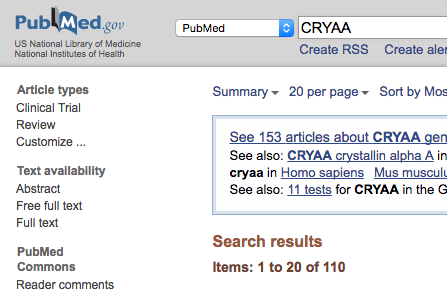 PubMed.gov
US National Library of Medicine
National Institutes of Health
PubMed
CRYAA
Create RSS Create aler
Article types
Clinical Trial
Review
Customize ...
Text availability
Abstract
Free full text
Full text
PubMed
Commons
Reader comments
Summary 20 per page Sort by Mos
See 153 articles about CRYAA gen
See also: CRYAA crystallin alpha A in
cryaa in Homo sapiens Mus muscul
See also: 11 tests for CRYAA in the G
Search results
Items: 1 to 20 of 110